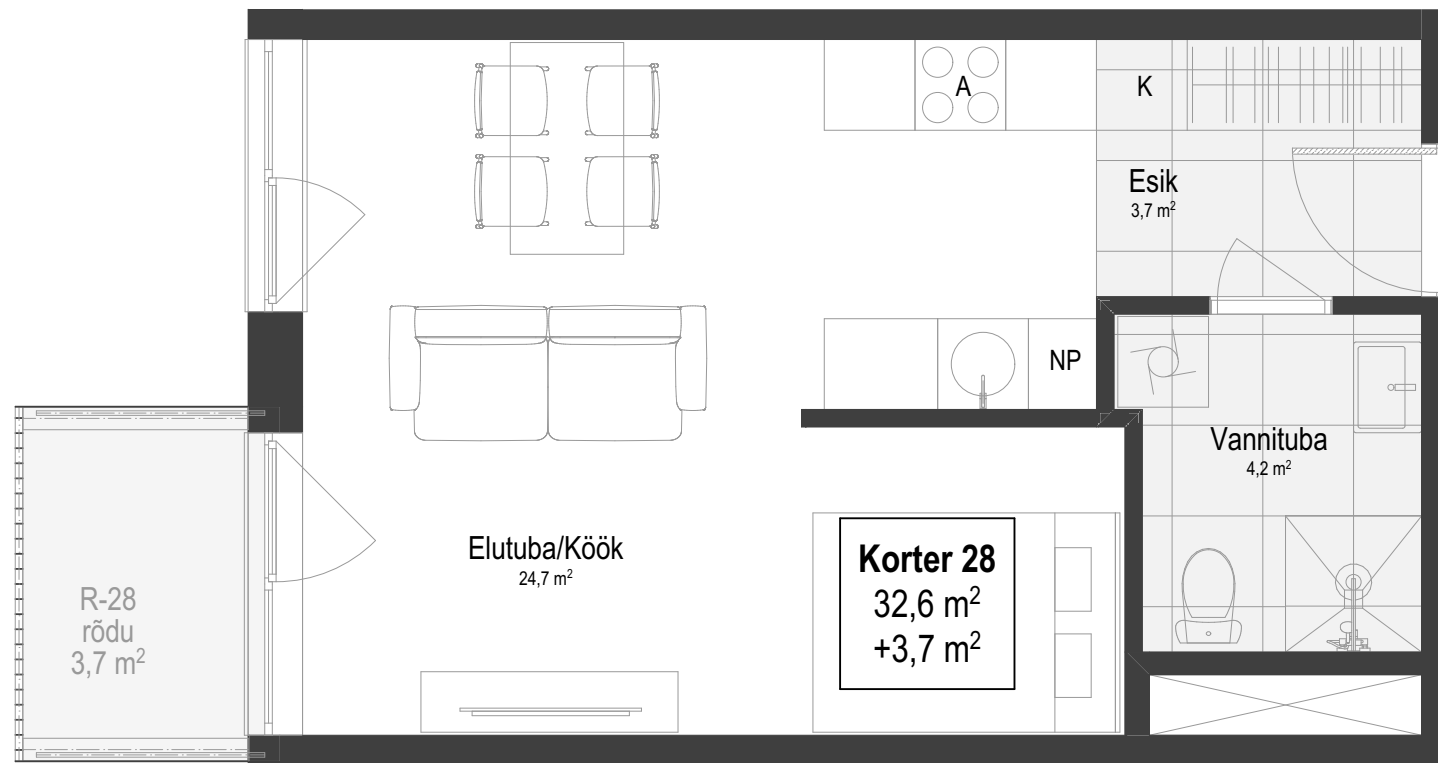 A
K
Esik
3,7 m²
NP
Vannituba
4,2 m²
Elutuba/Köök
24,7 m²
Korter 28
32,6 m²
+3,7 m²
R-28
rõdu
3,7 m²